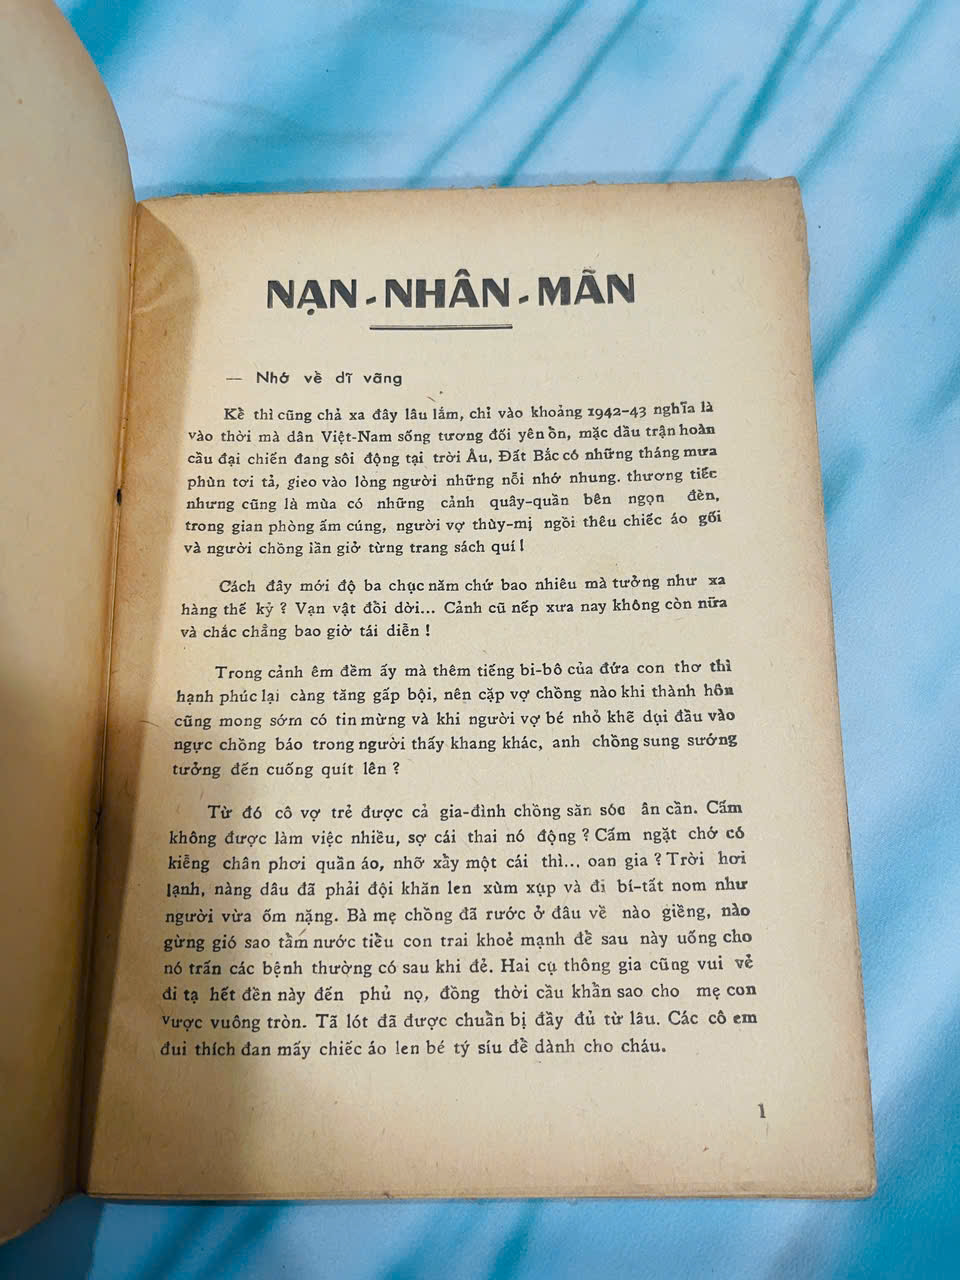 NẠN-NHÂN-MÃN
— Nhớ về dĩ vãng
Kể thì cũng chả xa đây lâu lắm, chỉ vào khoảng 1942-43 nghĩa là
vào thời mà dân Việt-Nam sống tương đối yên ổn, mặc dầu trận hoàn
cầu đại chiến đang sôi động tại trời Âu, Đất Bắc có những tháng mưa
phùn tơi tả, gieo vào lòng người những nỗi nhớ nhung. thương tiếc
nhưng cũng là mùa có những cảnh quây-quần bên ngọn đèn,
trong gian phòng ấm cúng, người vợ thùy-mị ngồi thêu chiếc áo gối
và người chồng lần giở từng trang sách quí !
Cách đây mới độ ba chục năm chứ bao nhiêu mà tưởng như xa
hàng thế kỷ ? Vạn vật đổi dời... Cảnh cũ nếp xưa nay không còn nữa
và chắc chẳng bao giờ tái diễn !
Trong cảnh êm đềm ấy mà thêm tiếng bi-bô của đứa con thơ thì
hạnh phúc lại càng tăng gấp bội, nên cặp vợ chồng nào khi thành hôn
cũng mong sớm có tin mừng và khi người vợ bé nhỏ khẽ dụi đầu vào
ngực chồng báo trong người thấy khang khác, anh chồng sung sướng
tưởng đến cuống quít lên ?
Từ đó cô vợ trẻ được cả gia-đình chồng săn sóc ân cần. Cấm
không được làm việc nhiều, sợ cái thai nó động ? Cấm ngặt chớ có
kiễng chân phơi quần áo, nhỡ xẩy một cái thì... oan gia ? Trời hơi
lạnh, nàng dâu đã phải đội khăn len xùm xụp và đi bí-tất nom như
người vừa ốm nặng. Bà mẹ chồng đã rước ở đâu về nào giềng, nào
gừng gió sao tẩm nước tiểu con trai khoẻ mạnh để sau này uống cho
nó trấn các bệnh thường có sau khi đẻ. Hai cụ thông gia cũng vui vẻ
đi tạ hết đền này đến phủ nọ, đồng thời cầu khẩn sao cho mẹ con
vược vuông tròn. Tã lót đã được chuẩn bị đầy đủ từ lâu. Các cô em
đui thích đan mấy chiếc áo len bé tý síu để dành cho cháu.
1